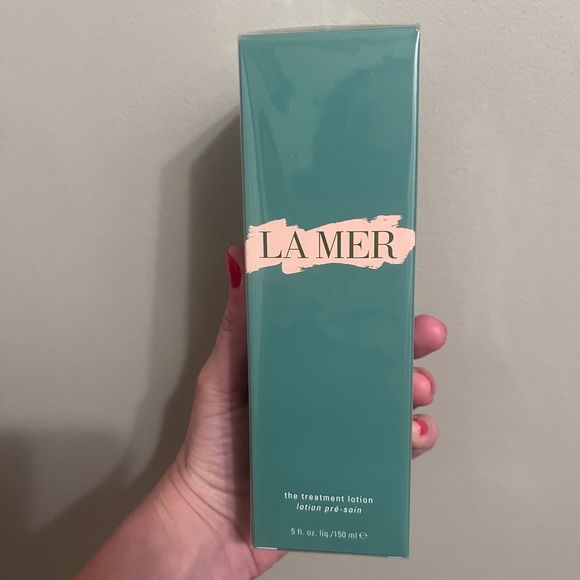 LA MER
the treatment lotion
lotion pré-soin
5 fl. oz. liq./150 ml ℮